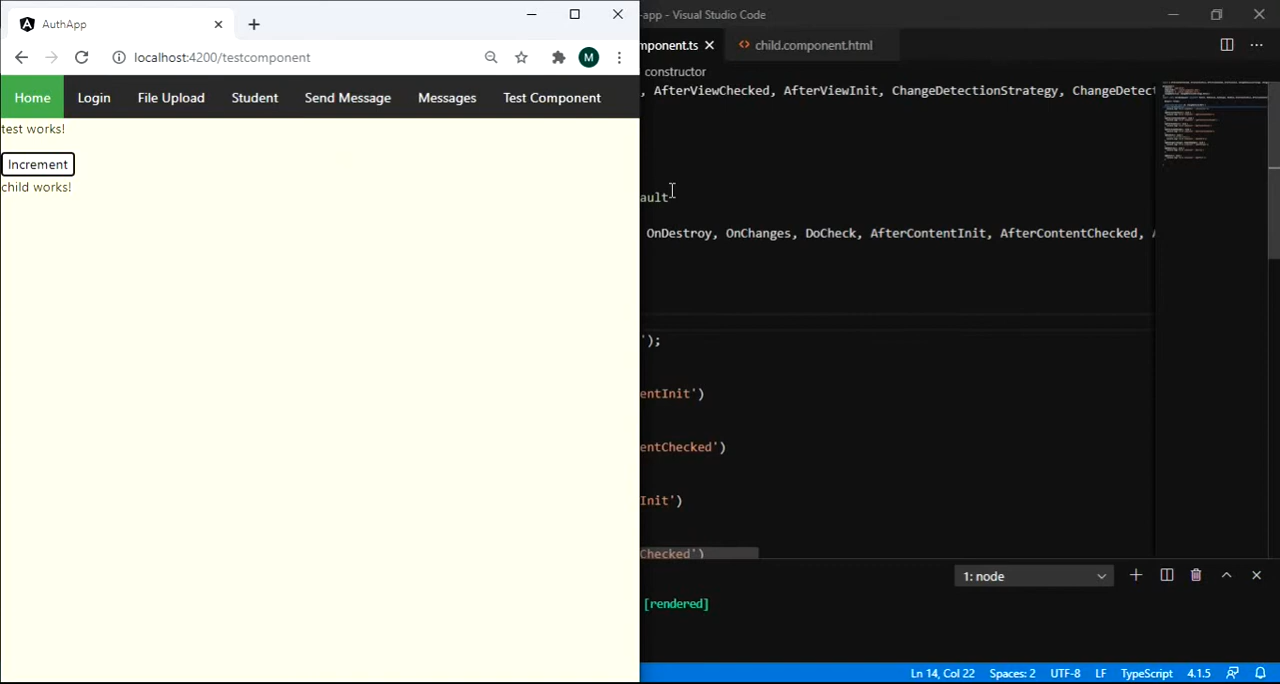 AuthApp
localhost:4200/testcomponent
M
Home Login File Upload Student Send Message Messages Test Component
test works!
Increment
child works!
-app - Visual Studio Code
mponent.ts child.component.html
constructor
, AfterViewChecked, AfterViewInit, ChangeDetectionStrategy, ChangeDetect
ault
OnDestroy, OnChanges, DoCheck, AfterContentInit, AfterContentChecked, A
');
entInit')
entChecked')
Init')
Checked')
1: node
[rendered]
Ln 14, Col 22 Spaces: 2 UTF-8 LF TypeScript 4.1.5